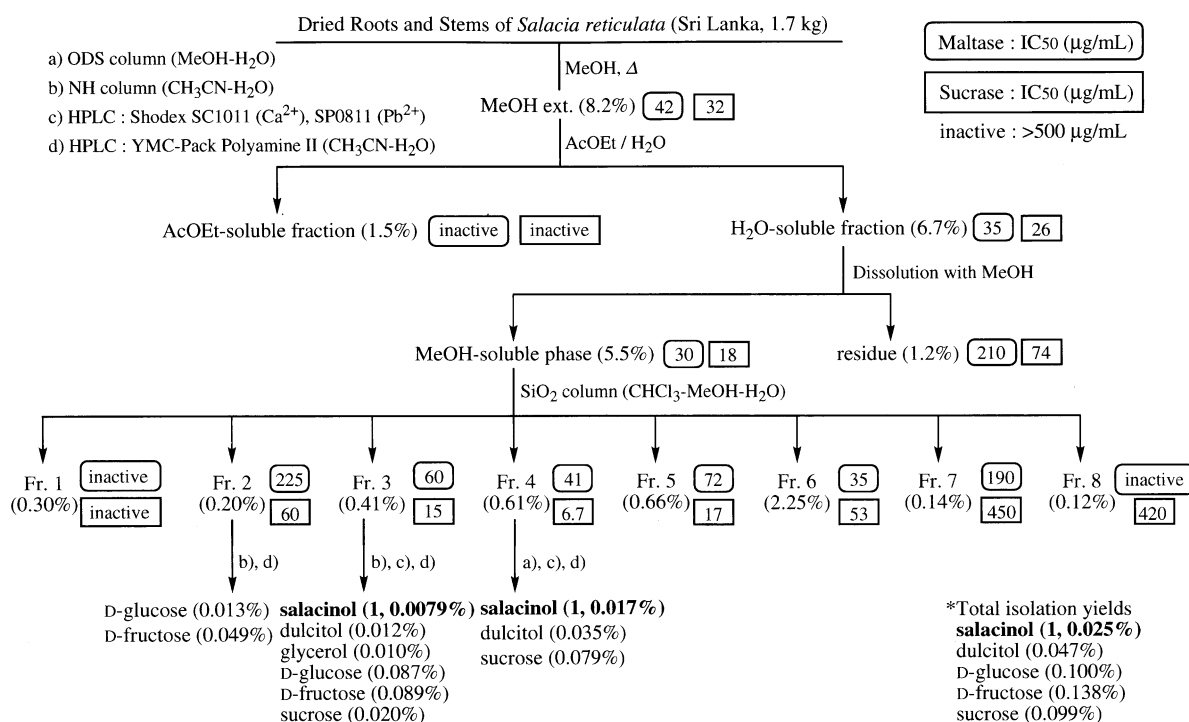 Dried Roots and Stems of Salacia reticulata (Sri Lanka, 1.7 kg)
a) ODS column (MeOH-H2O)
b) NH column (CH3CN-H2O)
c) HPLC : Shodex SC1011 (Ca2+), SP0811 (Pb2+)
d) HPLC : YMC-Pack Polyamine II (CH3CN-H2O)
Maltase : IC50 (μg/mL)
Sucrase : IC50 (μg/mL)
inactive : >500 μg/mL
MeOH, Δ
MeOH ext. (8.2%) 42 32
AcOEt / H2O
AcOEt-soluble fraction (1.5%) inactive inactive
H2O-soluble fraction (6.7%) 35 26
Dissolution with MeOH
MeOH-soluble phase (5.5%) 30 18
residue (1.2%) 210 74
SiO2 column (CHCl3-MeOH-H2O)
Fr. 1 inactive
(0.30%) inactive
Fr. 2 225
(0.20%) 60
Fr. 3 60
(0.41%) 15
Fr. 4 41
(0.61%) 6.7
Fr. 5 72
(0.66%) 17
Fr. 6 35
(2.25%) 53
Fr. 7 190
(0.14%) 450
Fr. 8 inactive
(0.12%) 420
b), d)
D-glucose (0.013%)
D-fructose (0.049%)
b), c), d)
salacinol (1, 0.0079%)
dulcitol (0.012%)
glycerol (0.010%)
D-glucose (0.087%)
D-fructose (0.089%)
sucrose (0.020%)
a), c), d)
salacinol (1, 0.017%)
dulcitol (0.035%)
sucrose (0.079%)
*Total isolation yields
salacinol (1, 0.025%)
dulcitol (0.047%)
D-glucose (0.100%)
D-fructose (0.138%)
sucrose (0.099%)